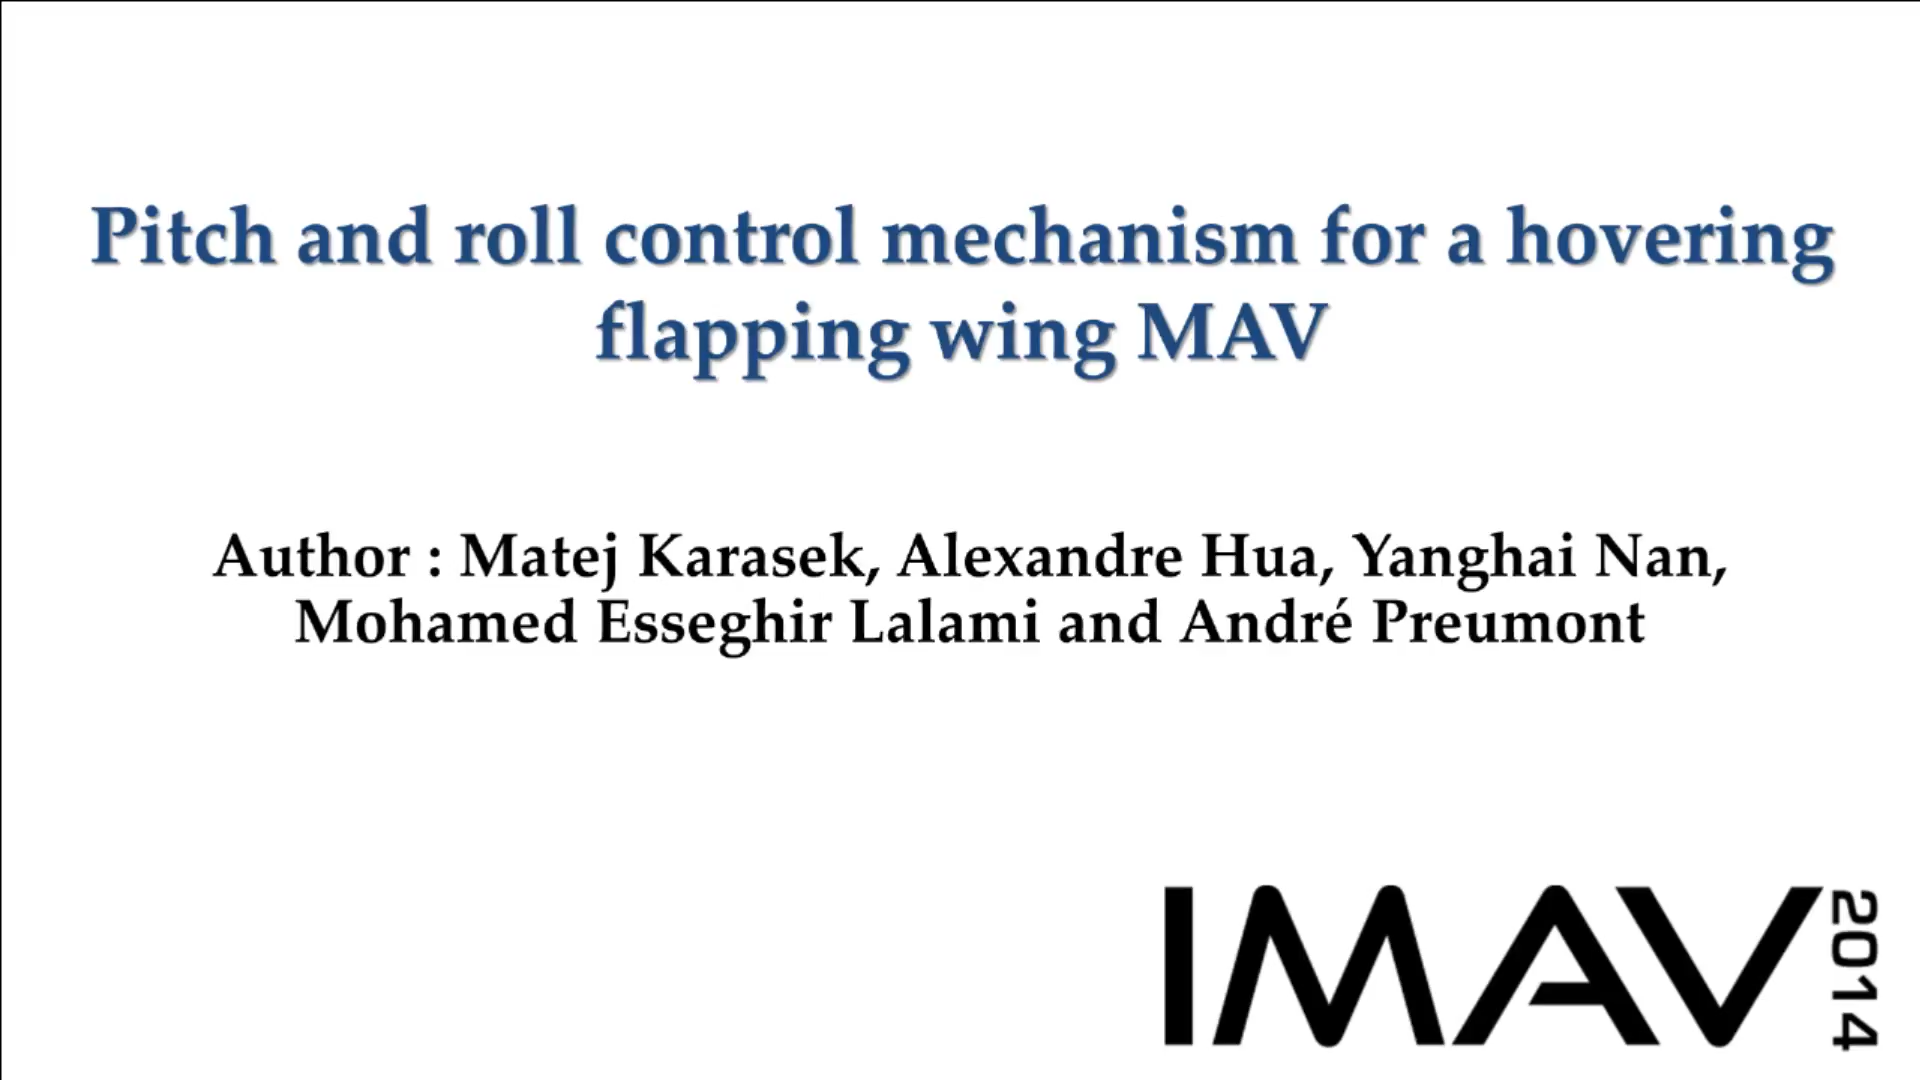 Pitch and roll control mechanism for a hovering
flapping wing MAV
Author : Matej Karasek, Alexandre Hua, Yanghai Nan,
Mohamed Esseghir Lalami and André Preumont
IMAV
2014